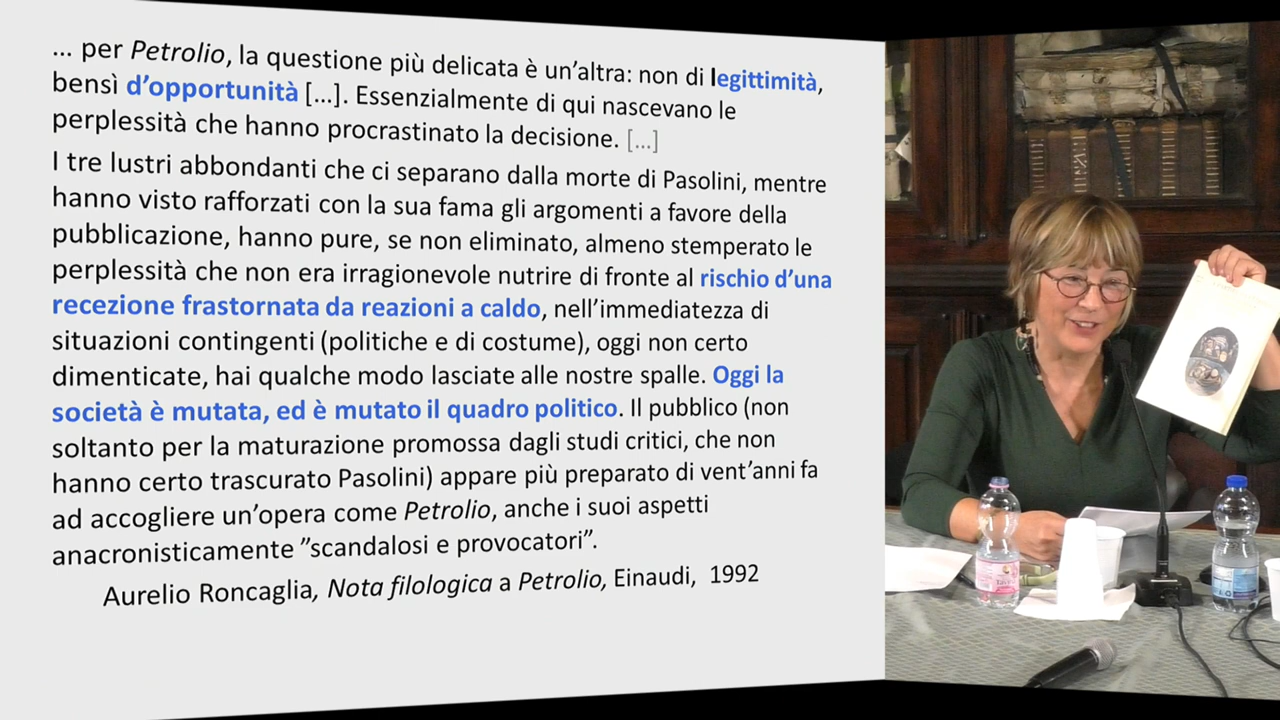 ... per Petrolio, la questione più delicata è un’altra: non di legittimità,
bensì d’opportunità [...]. Essenzialmente di qui nascevano le
perplessità che hanno procrastinato la decisione. [...]
I tre lustri abbondanti che ci separano dalla morte di Pasolini, mentre
hanno visto rafforzati con la sua fama gli argomenti a favore della
pubblicazione, hanno pure, se non eliminato, almeno stemperato le
perplessità che non era irragionevole nutrire di fronte al rischio d’una
recezione frastornata da reazioni a caldo, nell’immediatezza di
situazioni contingenti (politiche e di costume), oggi non certo
dimenticate, hai qualche modo lasciate alle nostre spalle. Oggi la
società è mutata, ed è mutato il quadro politico. Il pubblico (non
soltanto per la maturazione promossa dagli studi critici, che non
hanno certo trascurato Pasolini) appare più preparato di vent’anni fa
ad accogliere un’opera come Petrolio, anche i suoi aspetti
anacronisticamente ”scandalosi e provocatori”.
Aurelio Roncaglia, Nota filologica a Petrolio, Einaudi, 1992